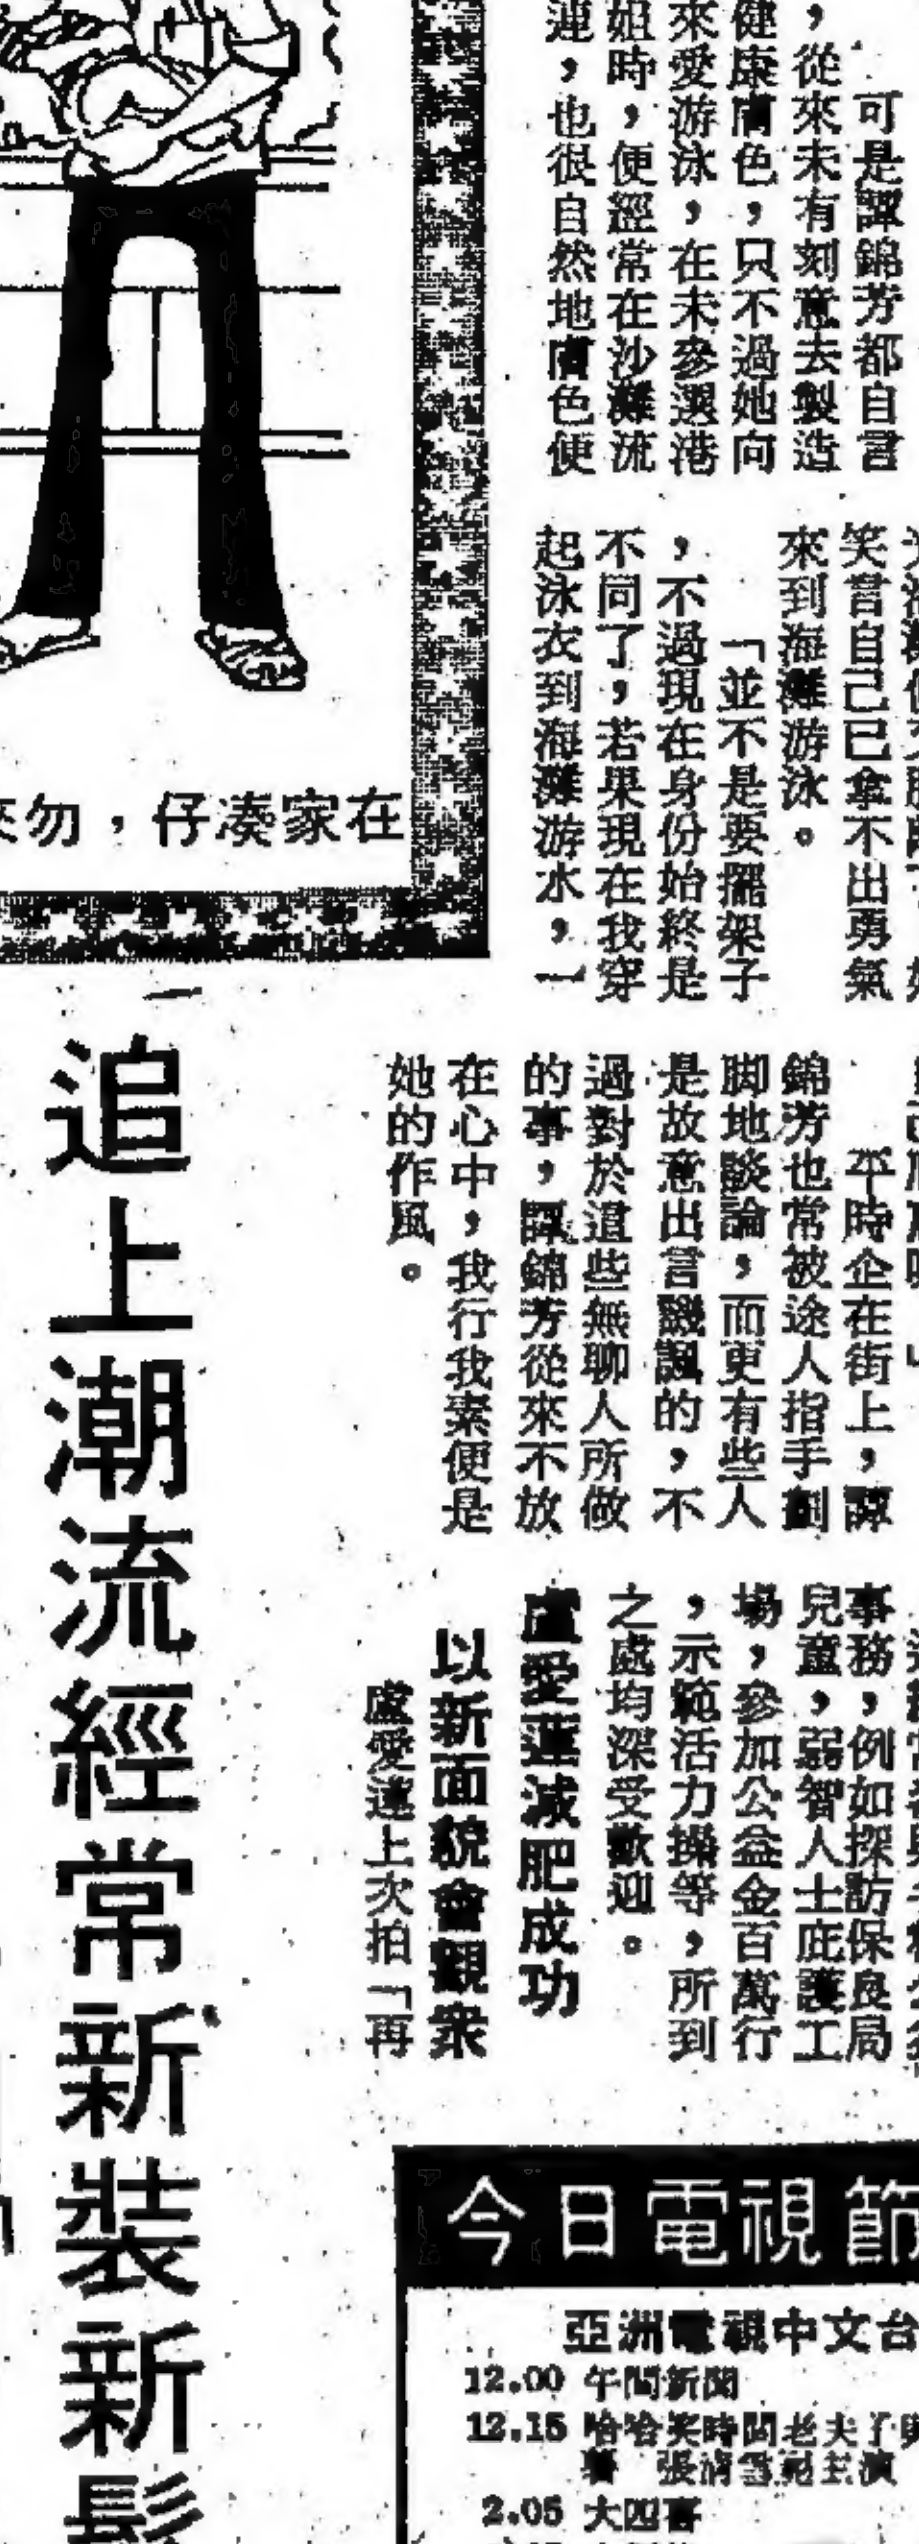 可是譚錦芳都自言
，從來未有刻意去製造
健康膚色，只不過她向
來愛游泳，在未參選港
姐時，便經常在沙灘流
連，也很自然地膚色便
笑言自己已拿不出勇氣
來到海灘游泳。
「並不是要擺架子
，不過現在身份始終是
不同了，若果現在我穿
起泳衣到海灘游水，一
平時企在街上，譚
錦芳也常被途人指手劃
脚地談論，而更有些人
是故意出言譏諷的，不
過對於這些無聊人所做
的事，譚錦芳從來不放
在心中，我行我素便是
她的作風。
事務，例如探訪保良局
兒童，弱智人士庇護工
場，參加公益金百萬行
，示範活力操等，所到
之處均深受歡迎。
盧愛蓮減肥成功
以新面貌會觀衆
盧愛蓮上次拍「再
在家湊仔，勿
追上潮流經常新裝新髮
今日電視節
亞洲電視中文台
12.00 午間新聞
12.15 哈哈笑時間老夫子
主演
2.05 大四喜